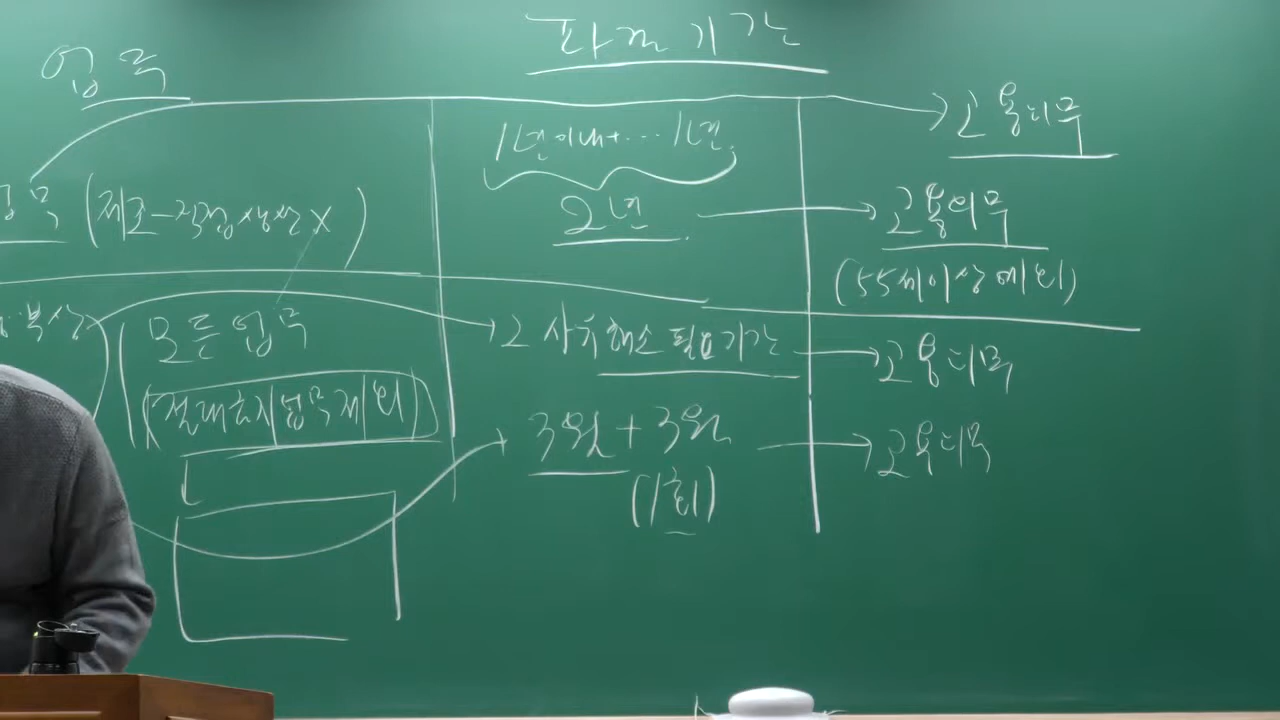 파견기간
업무
고용의무
1년이내+...1년
업무 (제조-직접생산X)
2년
고용의무
(55세이상 예외)
모든업무
그 사유해소 필요기간
고용의무
(절대금지업무제외)
3월+3월
고용의무
(1회)